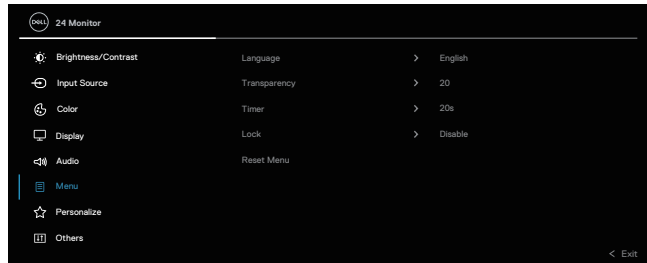 DELL 24 Monitor
Brightness/Contrast Language > English
Input Source Transparency > 20
Color Timer > 20s
Display Lock > Disable
Audio Reset Menu
Menu
Personalize
Others
< Exit